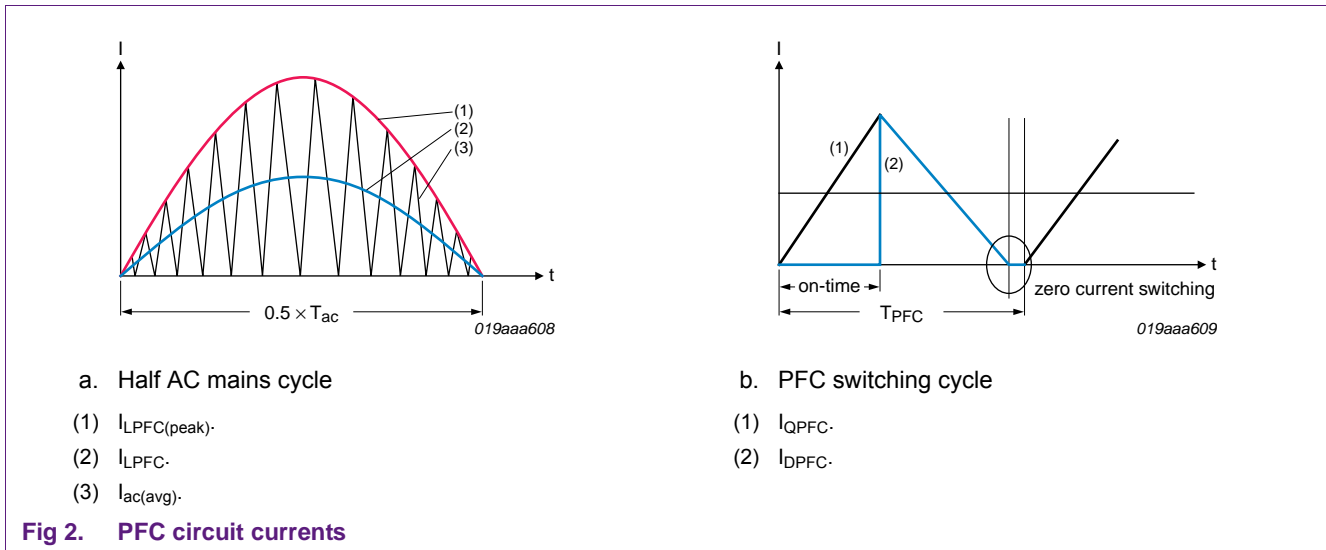 I
(1)
(2)
(3)
t
0.5 × Tac
019aaa608
a. Half AC mains cycle
(1) ILPFC(peak).
(2) ILPFC.
(3) Iac(avg).
I
(1)
(2)
t
on-time
zero current switching
TPFC
019aaa609
b. PFC switching cycle
(1) IQPFC.
(2) IDPFC.
Fig 2. PFC circuit currents